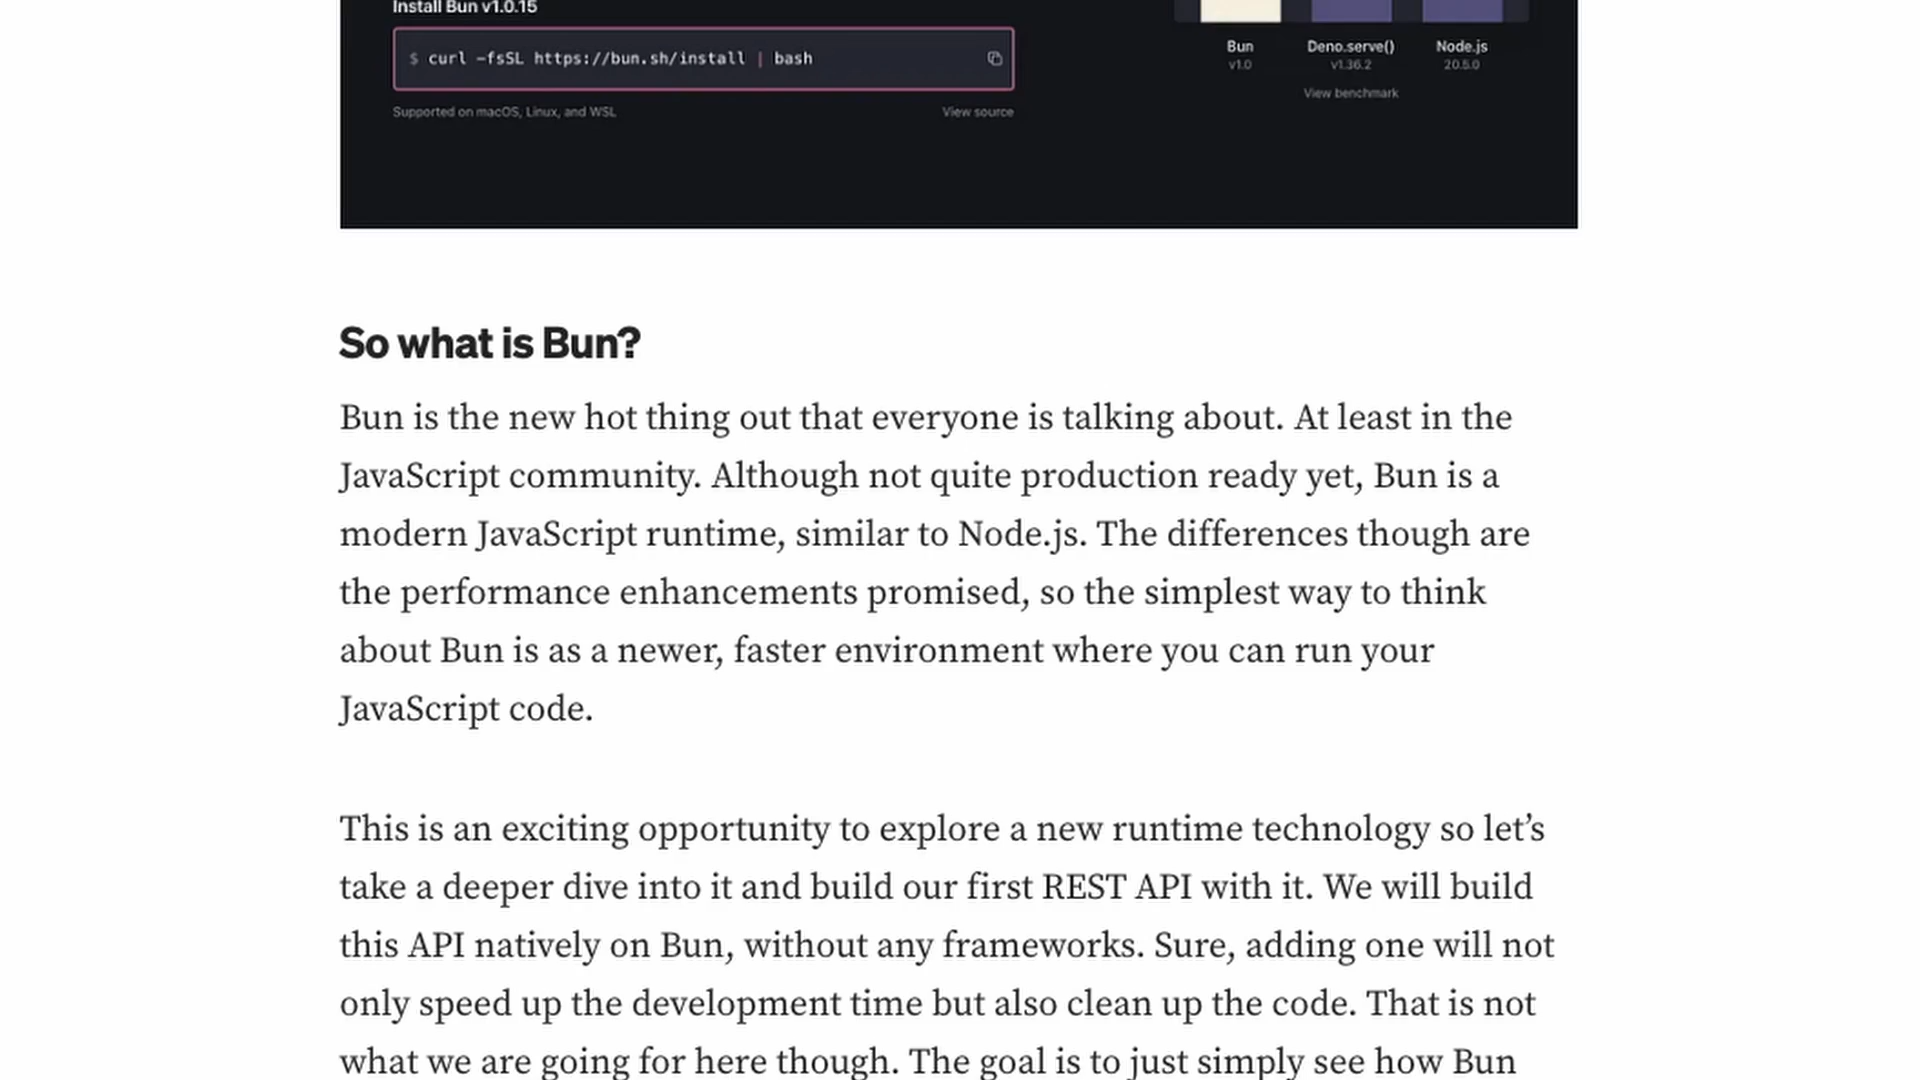 Install Bun v1.0.15
$ curl -fsSL https://bun.sh/install | bash
Supported on macOS, Linux, and WSL
View source
Bun
v1.0
Deno.serve()
v1.36.2
Node.js
20.5.0
View benchmark
So what is Bun?
Bun is the new hot thing out that everyone is talking about. At least in the
JavaScript community. Although not quite production ready yet, Bun is a
modern JavaScript runtime, similar to Node.js. The differences though are
the performance enhancements promised, so the simplest way to think
about Bun is as a newer, faster environment where you can run your
JavaScript code.
This is an exciting opportunity to explore a new runtime technology so let’s
take a deeper dive into it and build our first REST API with it. We will build
this API natively on Bun, without any frameworks. Sure, adding one will not
only speed up the development time but also clean up the code. That is not
what we are going for here though. The goal is to just simply see how Bun